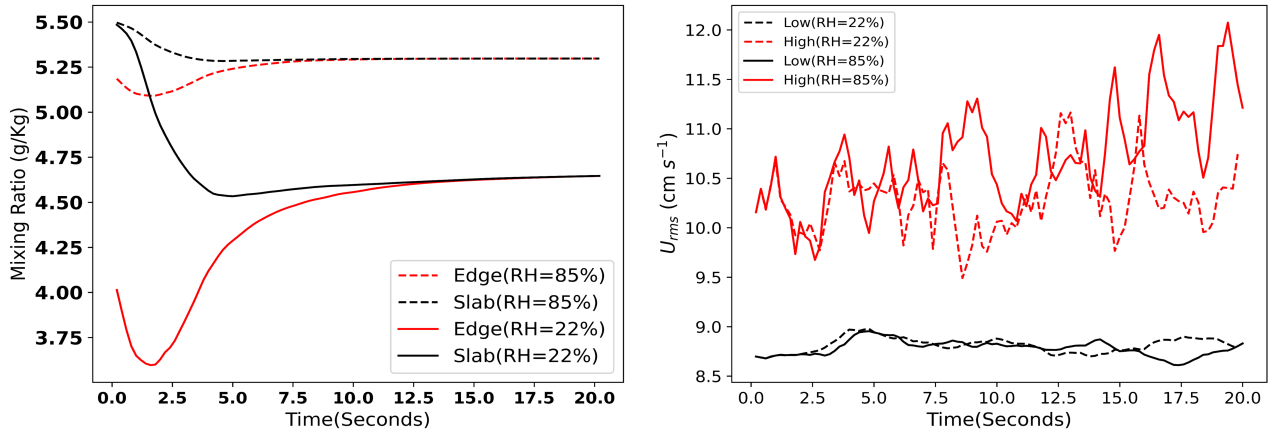 5.50
5.25
5.00
4.75
4.50
4.25
4.00
3.75
Mixing Ratio (g/Kg)
Edge(RH=85%)
Slab(RH=85%)
Edge(RH=22%)
Slab(RH=22%)
0.0 2.5 5.0 7.5 10.0 12.5 15.0 17.5 20.0
Time(Seconds)
12.0
11.5
11.0
10.5
10.0
9.5
9.0
8.5
U_{rms} (cm s^{-1})
Low(RH=22%)
High(RH=22%)
Low(RH=85%)
High(RH=85%)
0.0 2.5 5.0 7.5 10.0 12.5 15.0 17.5 20.0
Time(Seconds)